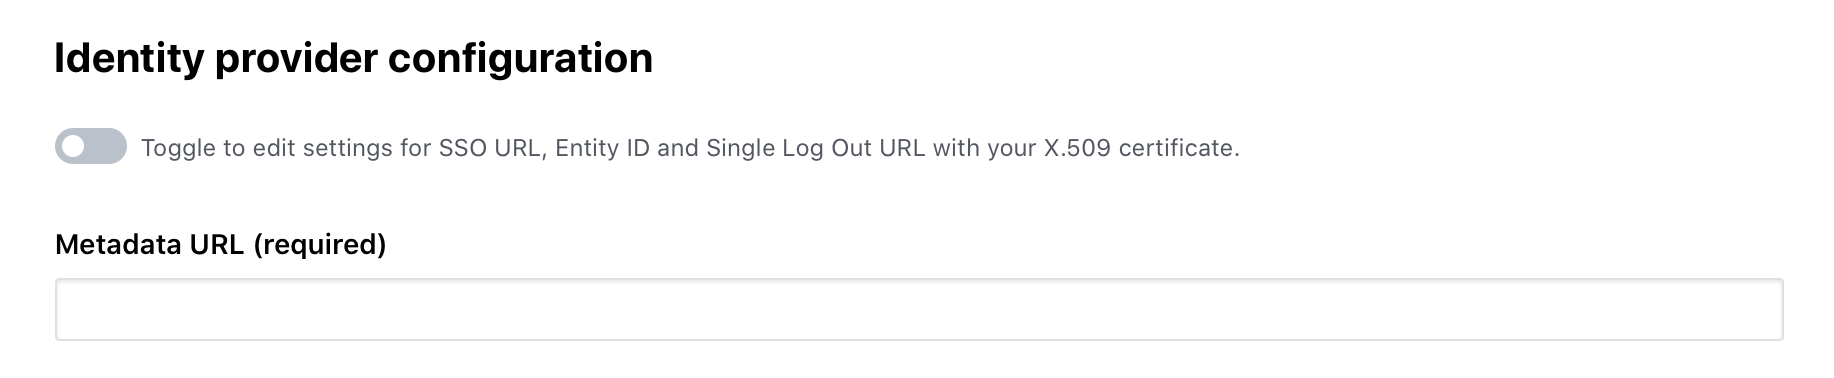 Identity provider configuration
Toggle to edit settings for SSO URL, Entity ID and Single Log Out URL with your X.509 certificate.
Metadata URL (required)